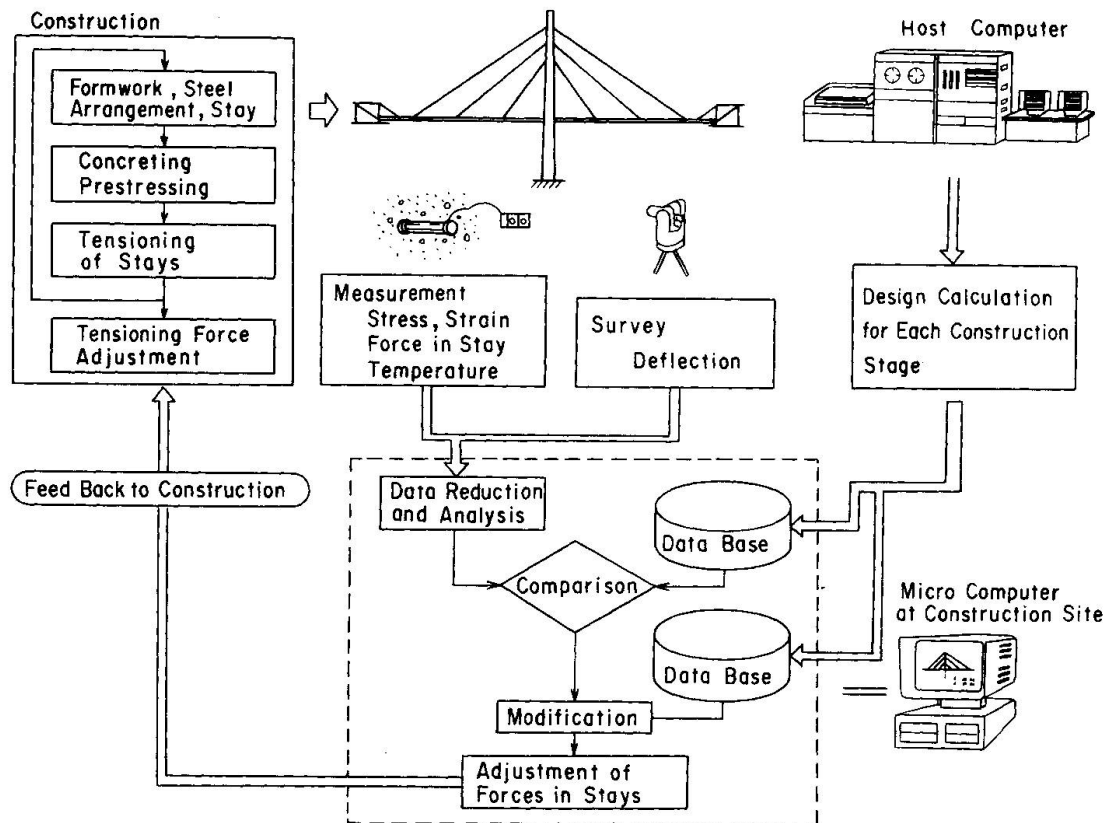 Construction
Formwork, Steel
Arrangement, Stay
Concreting
Prestressing
Tensioning
of Stays
Tensioning Force
Adjustment
Host Computer
Measurement
Stress, Strain
Force in Stay
Temperature
Survey
Deflection
Design Calculation
for Each Construction
Stage
Feed Back to Construction
Data Reduction
and Analysis
Data Base
Comparison
Data Base
Micro Computer
at Construction Site
Modification
Adjustment of
Forces in Stays